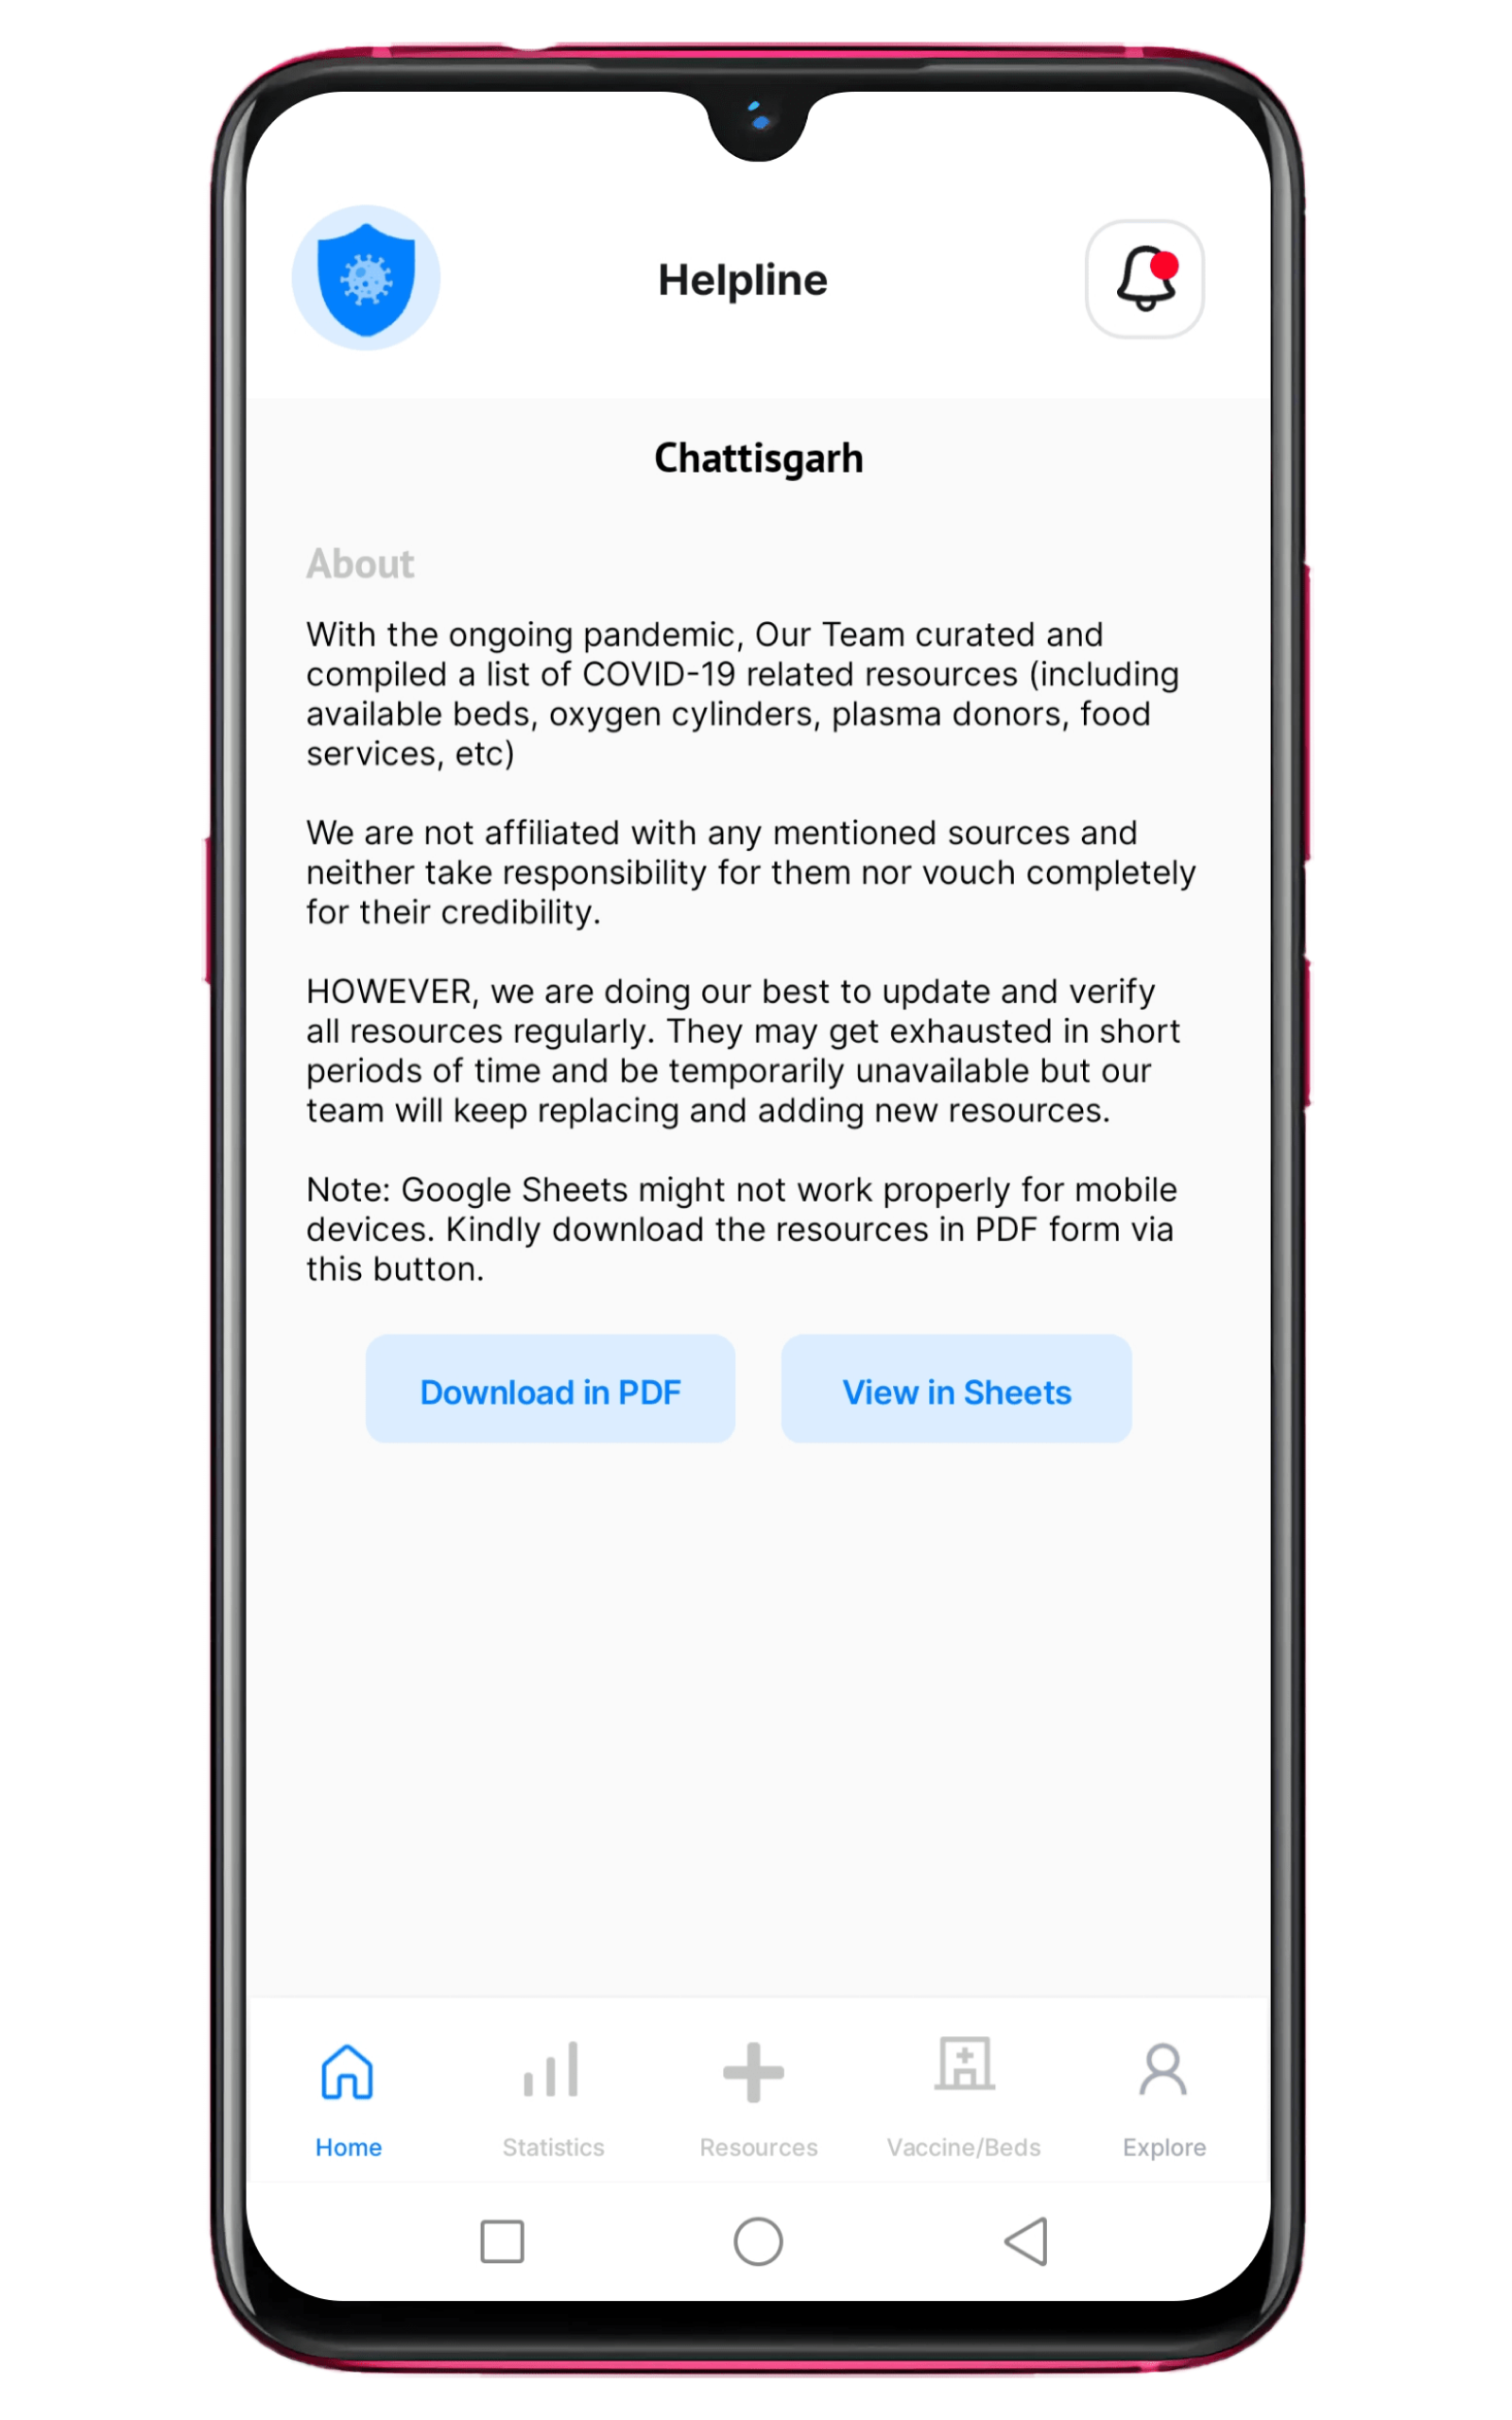 Helpline
Chattisgarh
About
With the ongoing pandemic, Our Team curated and
compiled a list of COVID-19 related resources (including
available beds, oxygen cylinders, plasma donors, food
services, etc)
We are not affiliated with any mentioned sources and
neither take responsibility for them nor vouch completely
for their credibility.
HOWEVER, we are doing our best to update and verify
all resources regularly. They may get exhausted in short
periods of time and be temporarily unavailable but our
team will keep replacing and adding new resources.
Note: Google Sheets might not work properly for mobile
devices. Kindly download the resources in PDF form via
this button.
Download in PDF
View in Sheets
Home
Statistics
Resources
Vaccine/Beds
Explore